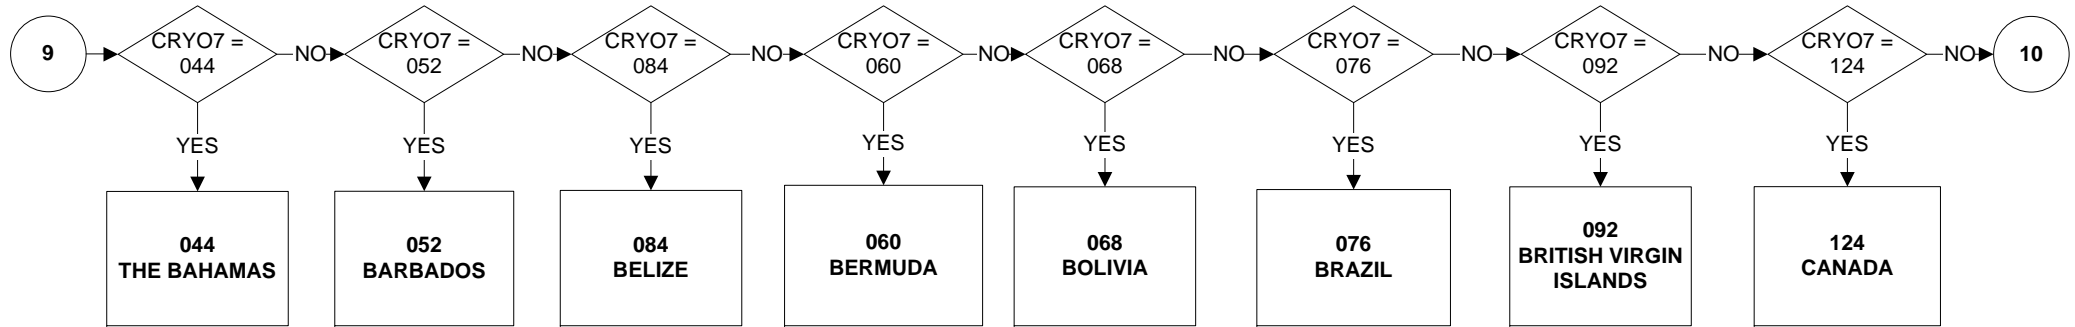 9
CRYO7 =
044
NO
CRYO7 =
052
NO
CRYO7 =
084
NO
CRYO7 =
060
NO
CRYO7 =
068
NO
CRYO7 =
076
NO
CRYO7 =
092
NO
CRYO7 =
124
NO
10
YES
YES
YES
YES
YES
YES
YES
YES
044
THE BAHAMAS
052
BARBADOS
084
BELIZE
060
BERMUDA
068
BOLIVIA
076
BRAZIL
092
BRITISH VIRGIN
ISLANDS
124
CANADA